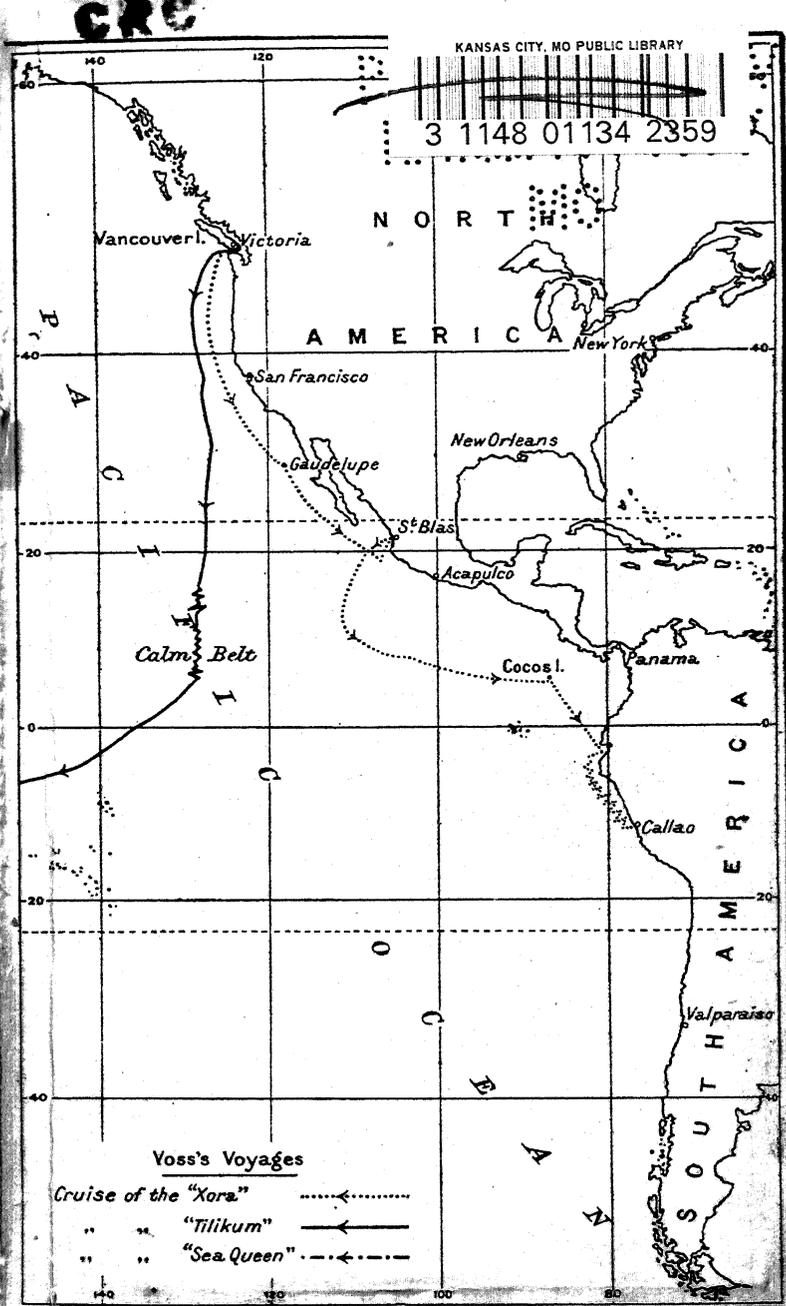 CRC
KANSAS CITY, MO PUBLIC LIBRARY
3 1148 01134 2359
140
120
60
NORTH
Vancouver I.
Victoria
AMERICA
New York
40
40
San Francisco
New Orleans
Gaudelupe
St. Blas
20
20
Acapulco
Calm Belt
Cocos I.
Panama
0
0
PACIFIC OCEAN
Callao
20
20
SOUTH AMERICA
Valparaiso
40
40
Voss's Voyages
Cruise of the "Xora"
„ „ "Tilikum"
„ „ "Sea Queen"
140
120
100
80